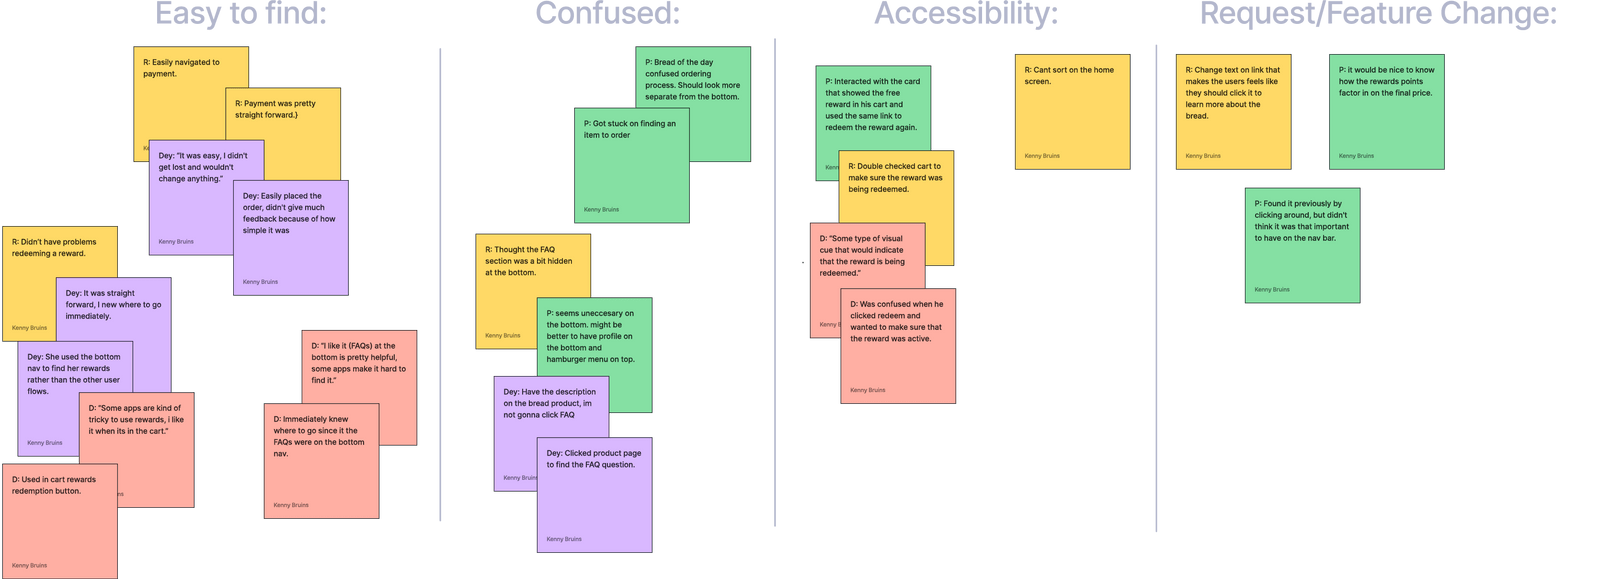 Easy to find:
R: Easily navigated to
payment.
Ke
R: Payment was pretty
straight forward.}
Dey: "It was easy, I didn't
get lost and wouldn't
change anything."
Kenny Bruins
Dey: Easily placed the
order, didn't give much
feedback because of how
simple it was
Kenny Bruins
R: Didn't have problems
redeeming a reward.
Kenny Bruins
Dey: It was straight
forward, I new where to go
immediately.
Dey: She used the bottom
nav to find her rewards
rather than the other user
flows.
Kenny Bruins
D: "Some apps are kind of
tricky to use rewards, i like
it when its in the cart."
ns
D: Used in cart rewards
redemption button.
Kenny Bruins
D: "I like it (FAQs) at the
bottom is pretty helpful,
some apps make it hard to
find it."
D: Immediately knew
where to go since it the
FAQs were on the bottom
nav.
Kenny Bruins
Confused:
P: Bread of the day
confused ordering
process. Should look more
separate from the bottom.
P: Got stuck on finding an
item to order
Kenny Bruins
R: Thought the FAQ
section was a bit hidden
at the bottom.
Kenny Bruins
P: seems uneccesary on
the bottom. might be
better to have profile on
the bottom and
hamburger menu on top.
Dey: Have the description
on the bread product, im
not gonna click FAQ
Kenny Bruins
Dey: Clicked product page
to find the FAQ question.
Kenny Bruins
Accessibility:
P: Interacted with the card
that showed the free
reward in his cart and
used the same link to
redeem the reward again.
Kenn
R: Double checked cart to
make sure the reward was
being redeemed.
D: "Some type of visual
cue that would indicate
that the reward is being
redeemed."
Kenny B
D: Was confused when he
clicked redeem and
wanted to make sure that
the reward was active.
Kenny Bruins
R: Cant sort on the home
screen.
Kenny Bruins
Request/Feature Change:
R: Change text on link that
makes the users feels like
they should click it to
learn more about the
bread.
Kenny Bruins
P: it would be nice to know
how the rewards points
factor in on the final price.
Kenny Bruins
P: Found it previously by
clicking around, but didn't
think it was that important
to have on the nav bar.
Kenny Bruins